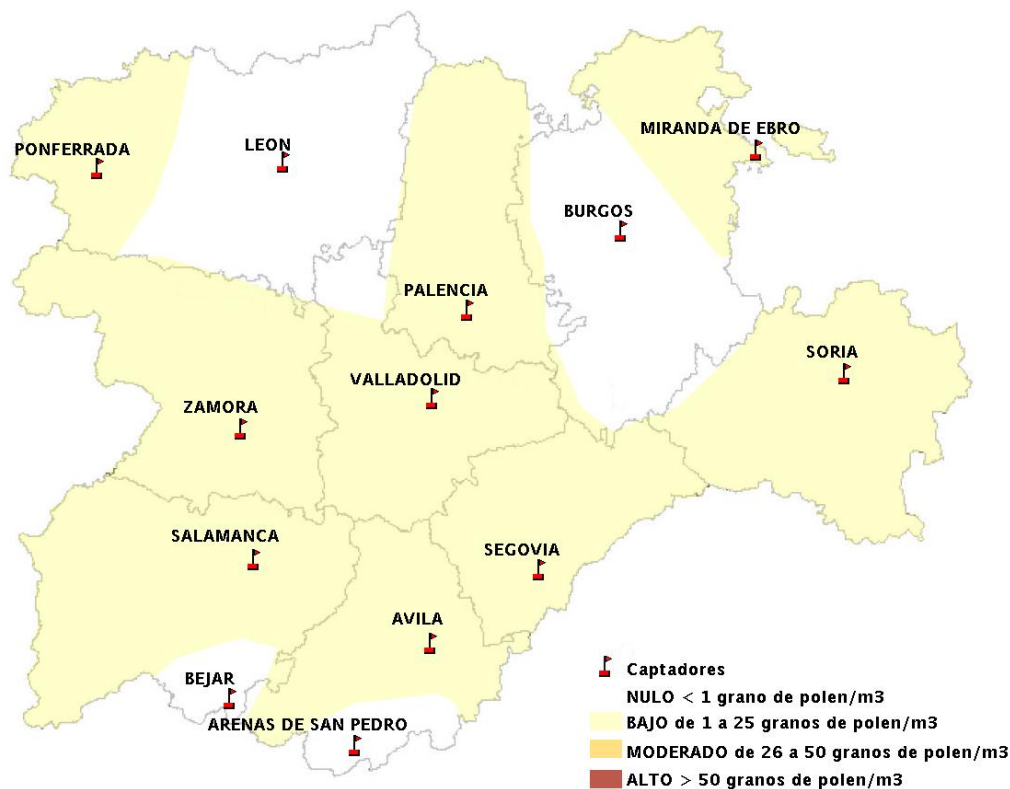 MIRANDA DE EBRO
PONFERRADA
LEON
BURGOS
PALENCIA
SORIA
VALLADOLID
ZAMORA
SALAMANCA
SEGOVIA
AVILA
BEJAR
ARENAS DE SAN PEDRO
Captadores
NULO < 1 grano de polen/m3
BAJO de 1 a 25 granos de polen/m3
MODERADO de 26 a 50 granos de polen/m3
ALTO > 50 granos de polen/m3